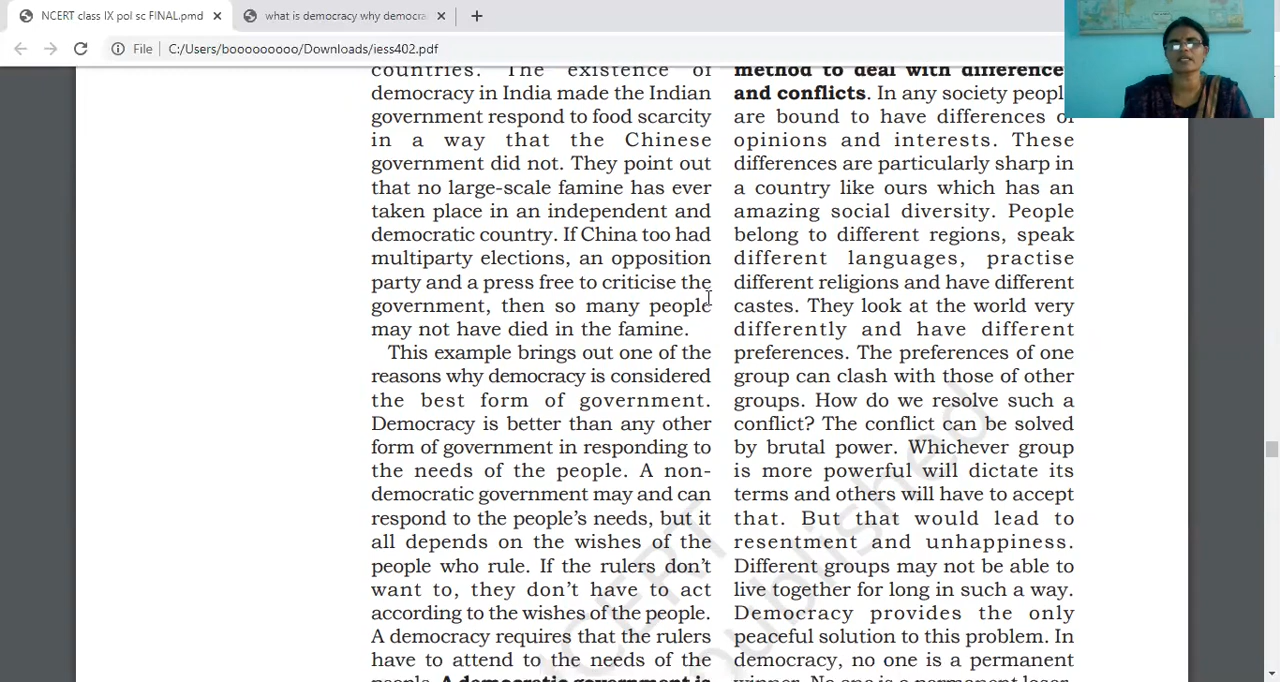 NCERT class IX pol sc FINAL.pmd
what is democracy why democra
File C:/Users/booooooooo/Downloads/iess402.pdf
countries. The existence of
democracy in India made the Indian
government respond to food scarcity
in a way that the Chinese
government did not. They point out
that no large-scale famine has ever
taken place in an independent and
democratic country. If China too had
multiparty elections, an opposition
party and a press free to criticise the
government, then so many people
may not have died in the famine.
This example brings out one of the
reasons why democracy is considered
the best form of government.
Democracy is better than any other
form of government in responding to
the needs of the people. A non-
democratic government may and can
respond to the people's needs, but it
all depends on the wishes of the
people who rule. If the rulers don't
want to, they don't have to act
according to the wishes of the people.
A democracy requires that the rulers
have to attend to the needs of the
people. A democratic government is
method to deal with difference
and conflicts. In any society peopl
are bound to have differences of
opinions and interests. These
differences are particularly sharp in
a country like ours which has an
amazing social diversity. People
belong to different regions, speak
different languages, practise
different religions and have different
castes. They look at the world very
differently and have different
preferences. The preferences of one
group can clash with those of other
groups. How do we resolve such a
conflict? The conflict can be solved
by brutal power. Whichever group
is more powerful will dictate its
terms and others will have to accept
that. But that would lead to
resentment and unhappiness.
Different groups may not be able to
live together for long in such a way.
Democracy provides the only
peaceful solution to this problem. In
democracy, no one is a permanent
winner. No one is a permanent loser.
NCERT
published